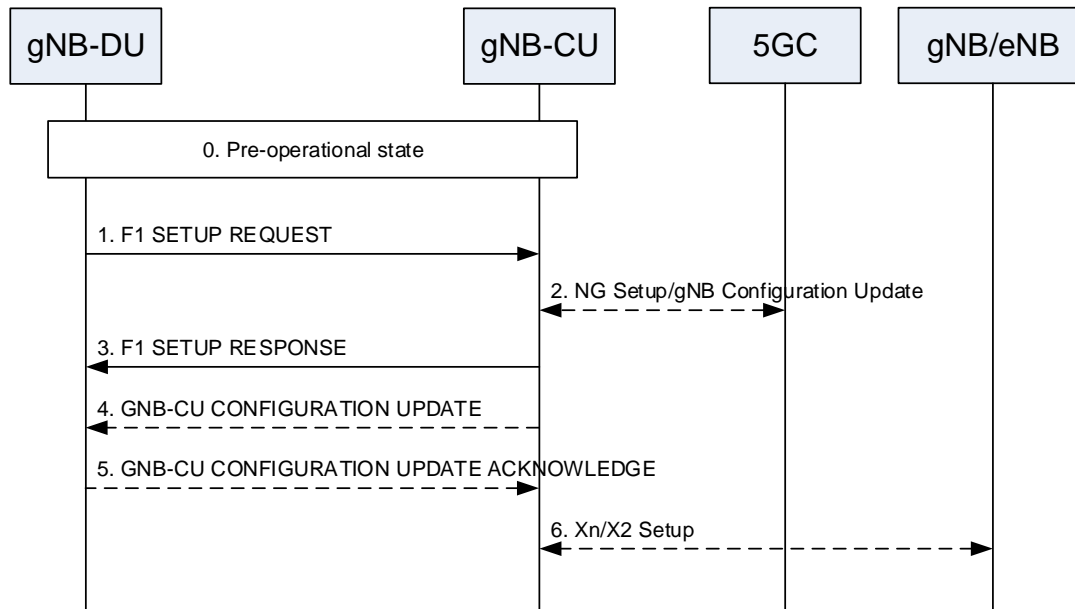 gNB-DU
gNB-CU
5GC
gNB/eNB
0. Pre-operational state
1. F1 SETUP REQUEST
2. NG Setup/gNB Configuration Update
3. F1 SETUP RESPONSE
4. GNB-CU CONFIGURATION UPDATE
5. GNB-CU CONFIGURATION UPDATE ACKNOWLEDGE
6. Xn/X2 Setup